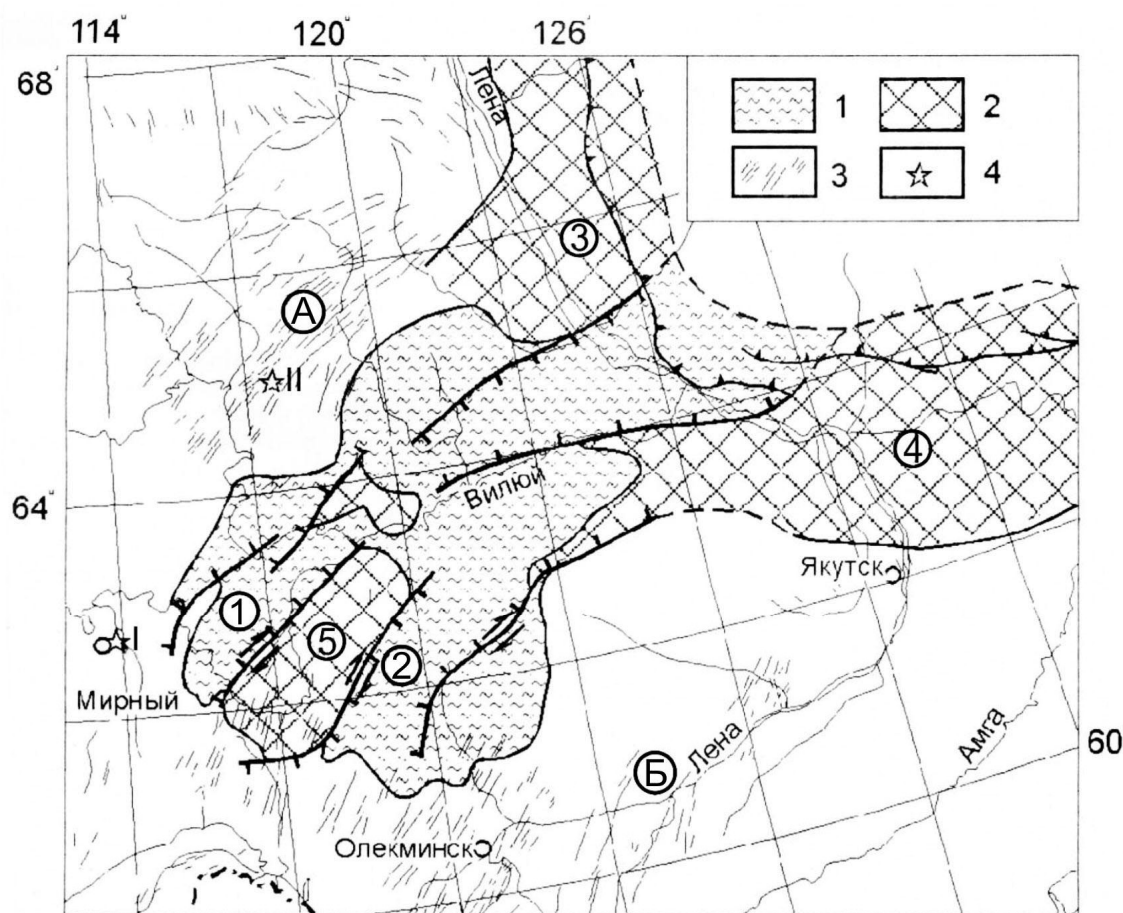 114° 120° 126°
68°
Лена
1 2
3 4
3
А
II
4
64
Вилюй
Якутск
1
5
I
2
Мирный
Амга
60
Б
Лена
Олекминск